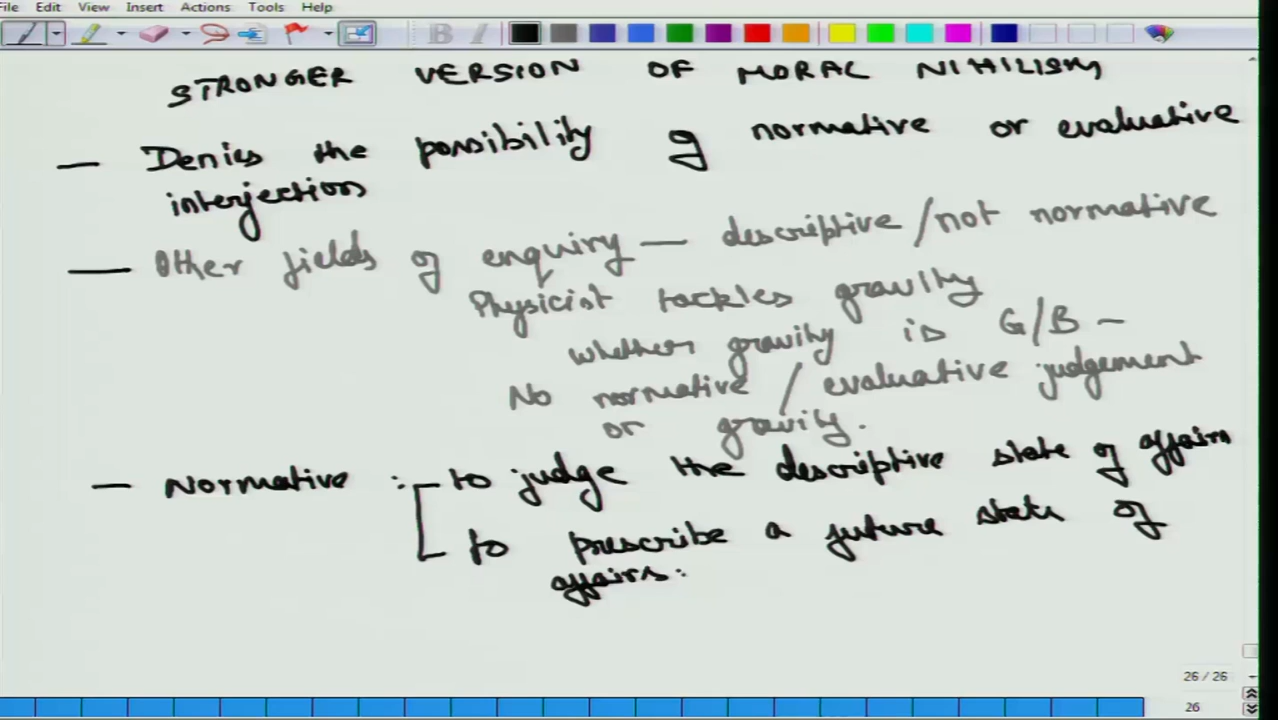 File Edit View Insert Actions Tools Help
STRONGER VERSION OF MORAL NIHILISM
— Denies the possibility of normative or evaluative
interjection
— Other fields of enquiry — descriptive / not normative
Physicist tackles gravity
whether gravity is G/B –
No normative / evaluative judgement
or gravity.
— Normative : – to judge the descriptive state of affairs
to prescribe a future state of
affairs.
26 / 26
26